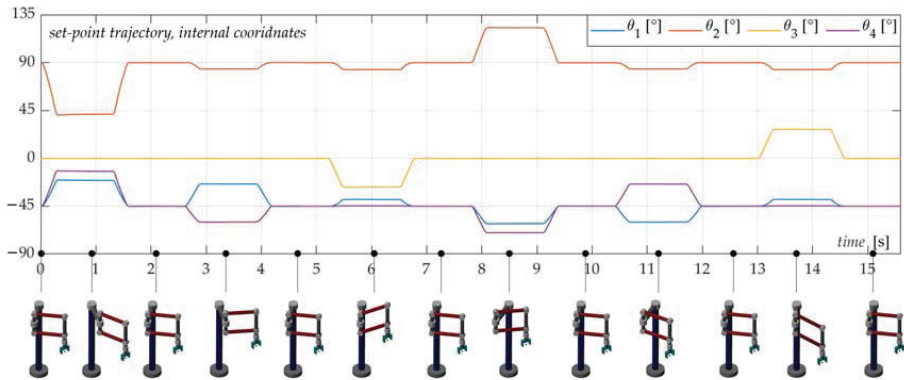 135
set-point trajectory, internal cooridnates
θ1 [°] θ2 [°] θ3 [°] θ4 [°]
90
45
0
−45
time [s]
−90
0 1 2 3 4 5 6 7 8 9 10 11 12 13 14 15